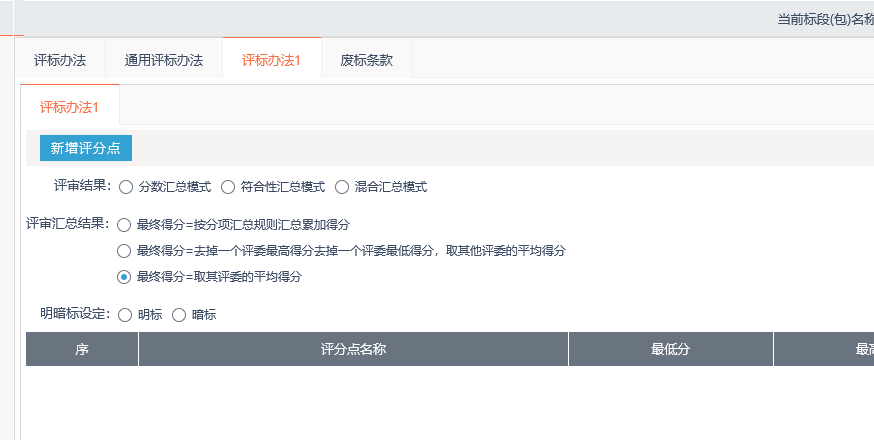 当前标段(包)名称
评标办法 通用评标办法 评标办法1 废标条款
评标办法1
新增评分点
评审结果： 分数汇总模式 符合性汇总模式 混合汇总模式
评审汇总结果： 最终得分=按分项汇总规则汇总累加得分
最终得分=去掉一个评委最高得分去掉一个评委最低得分，取其他评委的平均得分
最终得分=取其评委的平均得分
明暗标设定： 明标 暗标
序 评分点名称 最低分 最高